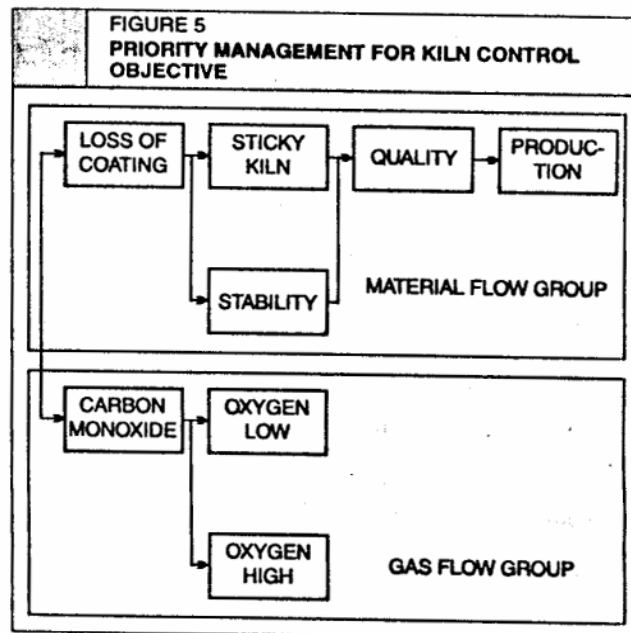 FIGURE 5
PRIORITY MANAGEMENT FOR KILN CONTROL
OBJECTIVE
LOSS OF
COATING
STICKY
KILN
QUALITY
PRODUC-
TION
STABILITY
MATERIAL FLOW GROUP
CARBON
MONOXIDE
OXYGEN
LOW
OXYGEN
HIGH
GAS FLOW GROUP